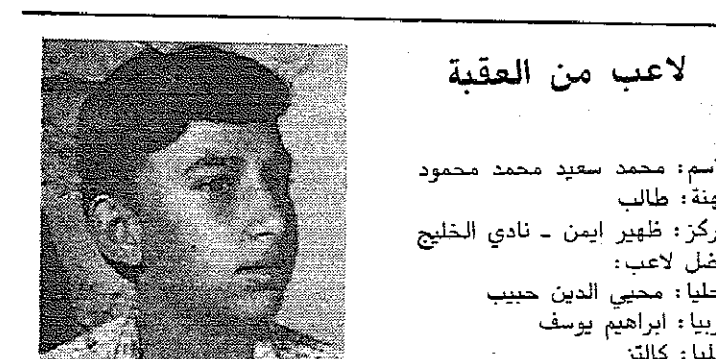 لاعب من العقبة
اسم: محمد سعيد محمد محمود
هنة: طالب
ركز: ظهير ايمن ـ نادي الخليج
ضل لاعب:
حليا: محيي الدين حبيب
ربيا: ابراهيم يوسف